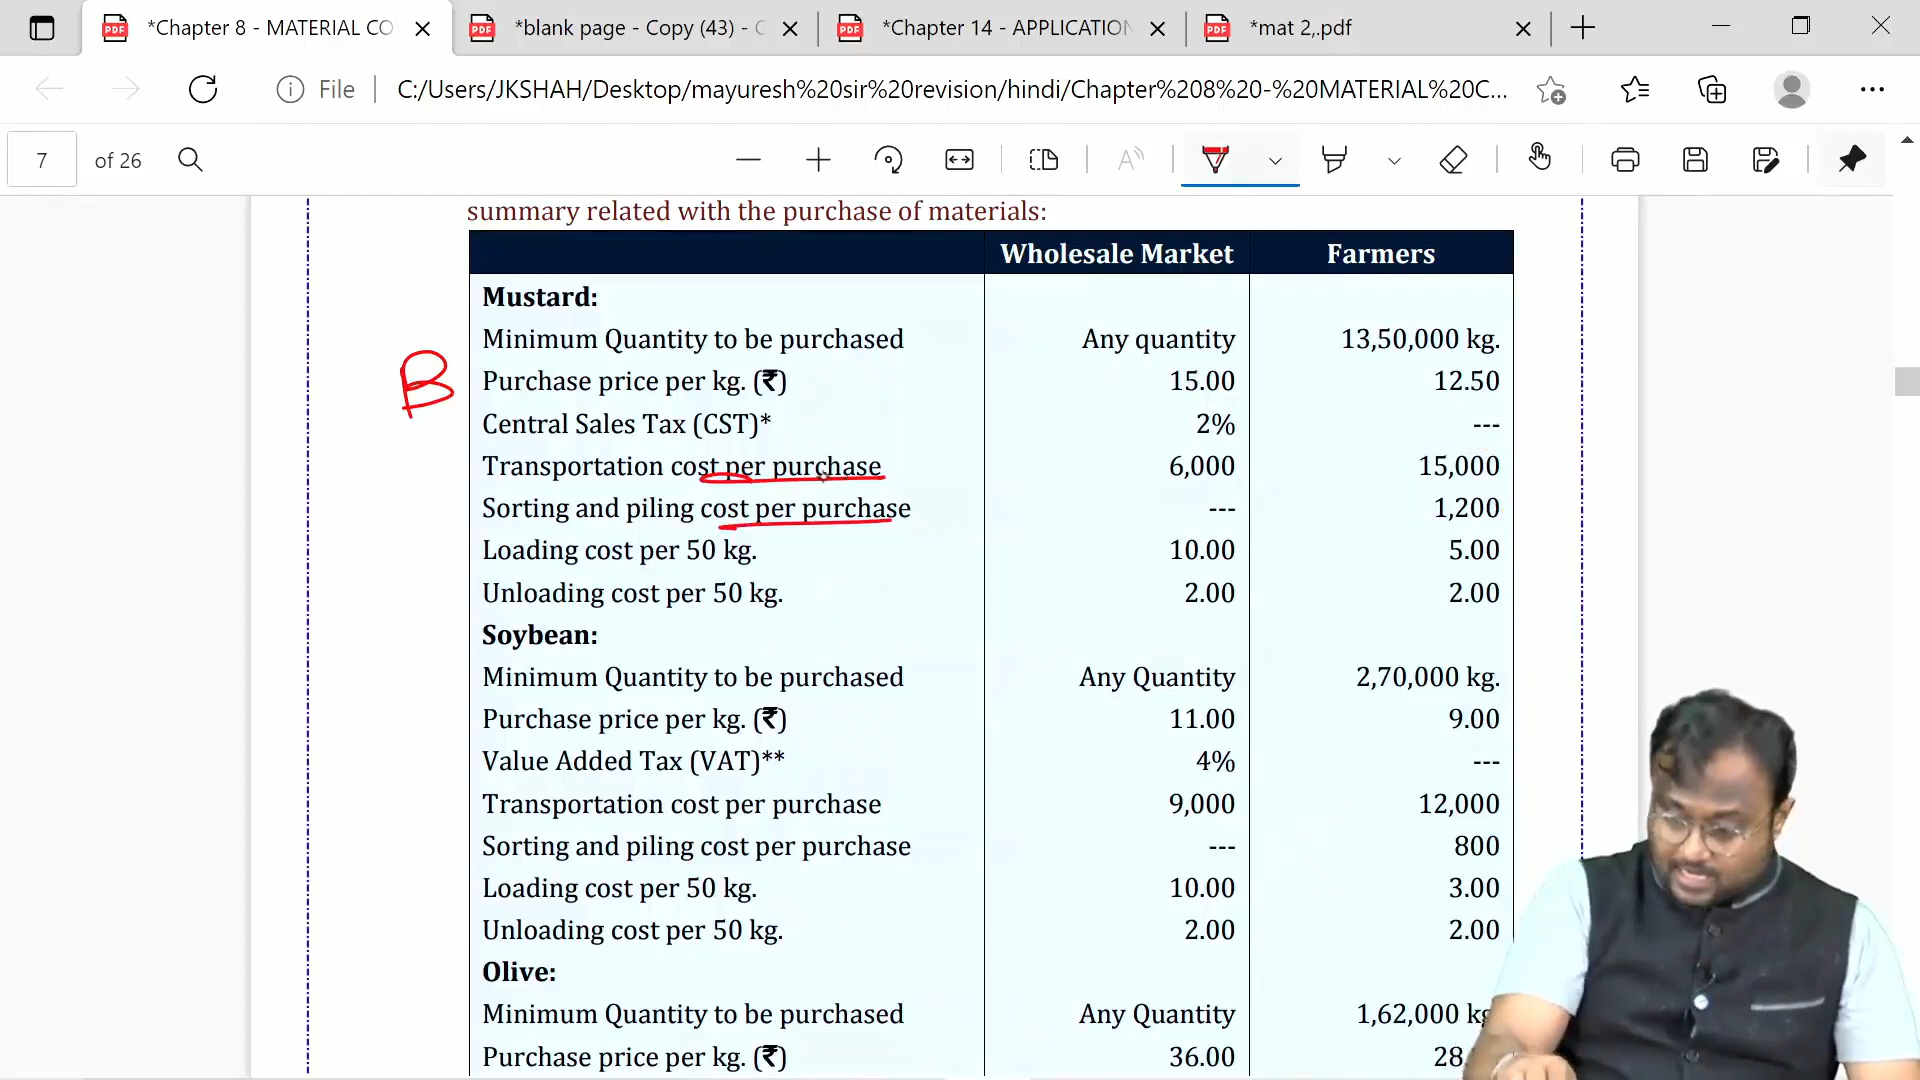 *Chapter 8 - MATERIAL CO
*blank page - Copy (43) - C
*Chapter 14 - APPLICATION
*mat 2,.pdf
File
C:/Users/JKSHAH/Desktop/mayuresh%20sir%20revision/hindi/Chapter%208%20-%20MATERIAL%20C...
7 of 26
summary related with the purchase of materials:
Wholesale Market Farmers
Mustard:
Minimum Quantity to be purchased Any quantity 13,50,000 kg.
B
Purchase price per kg. (₹) 15.00 12.50
Central Sales Tax (CST)* 2% ---
Transportation cost per purchase 6,000 15,000
Sorting and piling cost per purchase --- 1,200
Loading cost per 50 kg. 10.00 5.00
Unloading cost per 50 kg. 2.00 2.00
Soybean:
Minimum Quantity to be purchased Any Quantity 2,70,000 kg.
Purchase price per kg. (₹) 11.00 9.00
Value Added Tax (VAT)** 4% ---
Transportation cost per purchase 9,000 12,000
Sorting and piling cost per purchase --- 800
Loading cost per 50 kg. 10.00 3.00
Unloading cost per 50 kg. 2.00 2.00
Olive:
Minimum Quantity to be purchased Any Quantity 1,62,000 kg
Purchase price per kg. (₹) 36.00 28